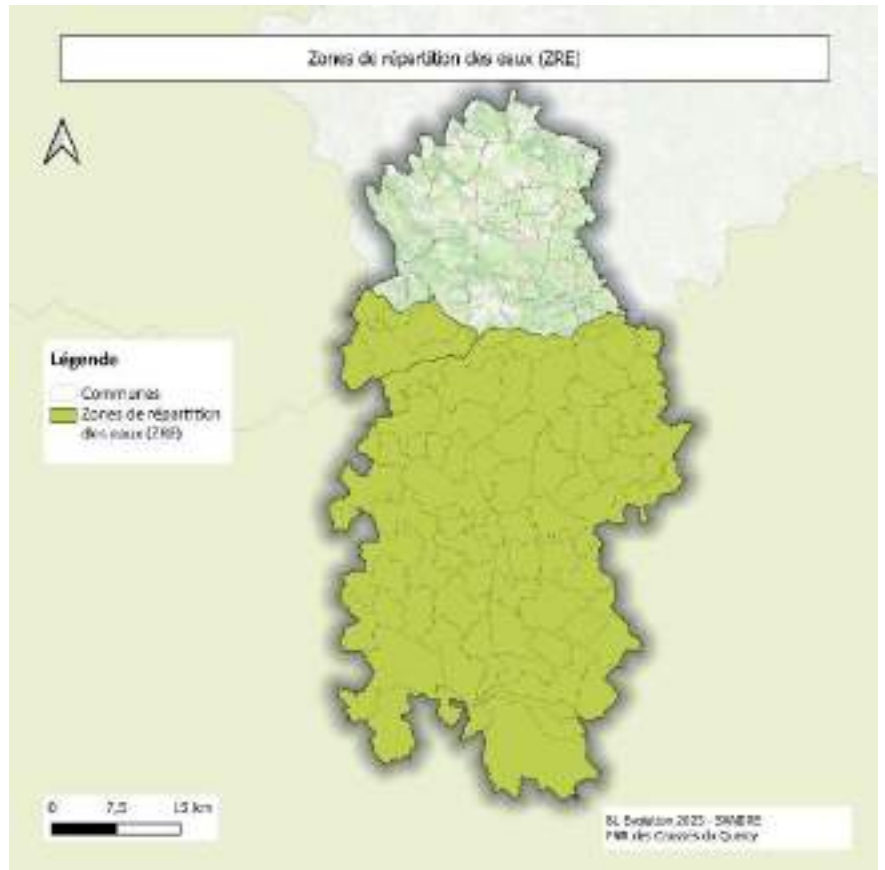 Zones de répartition des eaux (ZRE)
Légende
Communes
Zones de répartition
des eaux (ZRE)
0 7,5 15 km
BL Evolution 2025 - SANDRE
PNR des Causses du Quercy